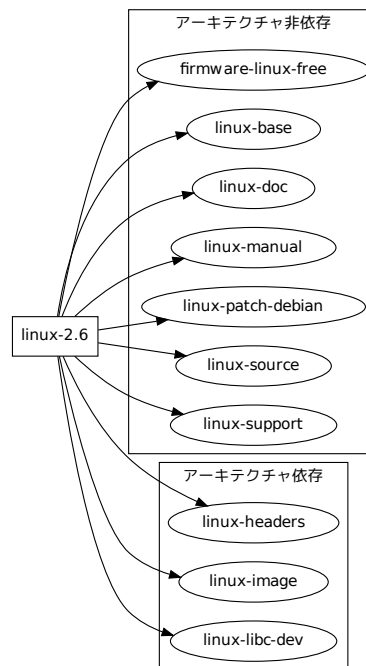 アーキテクチャ非依存
firmware-linux-free
linux-base
linux-doc
linux-manual
linux-patch-debian
linux-2.6
linux-source
linux-support
アーキテクチャ依存
linux-headers
linux-image
linux-libc-dev